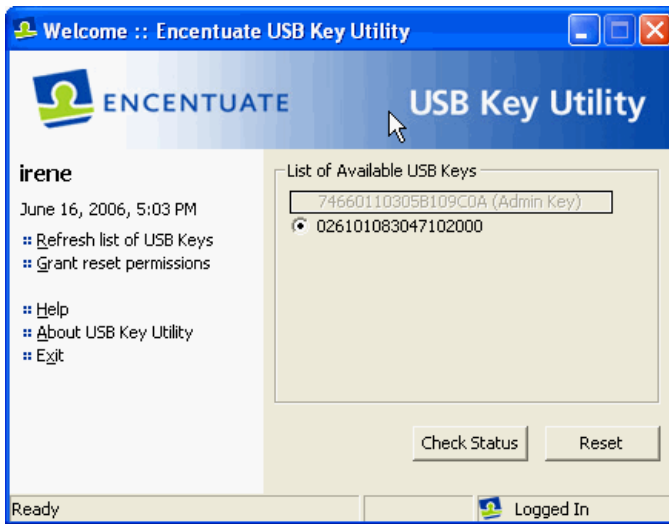 Welcome :: Encentuate USB Key Utility
ENCENTUATE
USB Key Utility
irene
June 16, 2006, 5:03 PM
Refresh list of USB Keys
Grant reset permissions
Help
About USB Key Utility
Exit
List of Available USB Keys
74660110305B109C0A (Admin Key)
026101083047102000
Check Status
Reset
Ready
Logged In